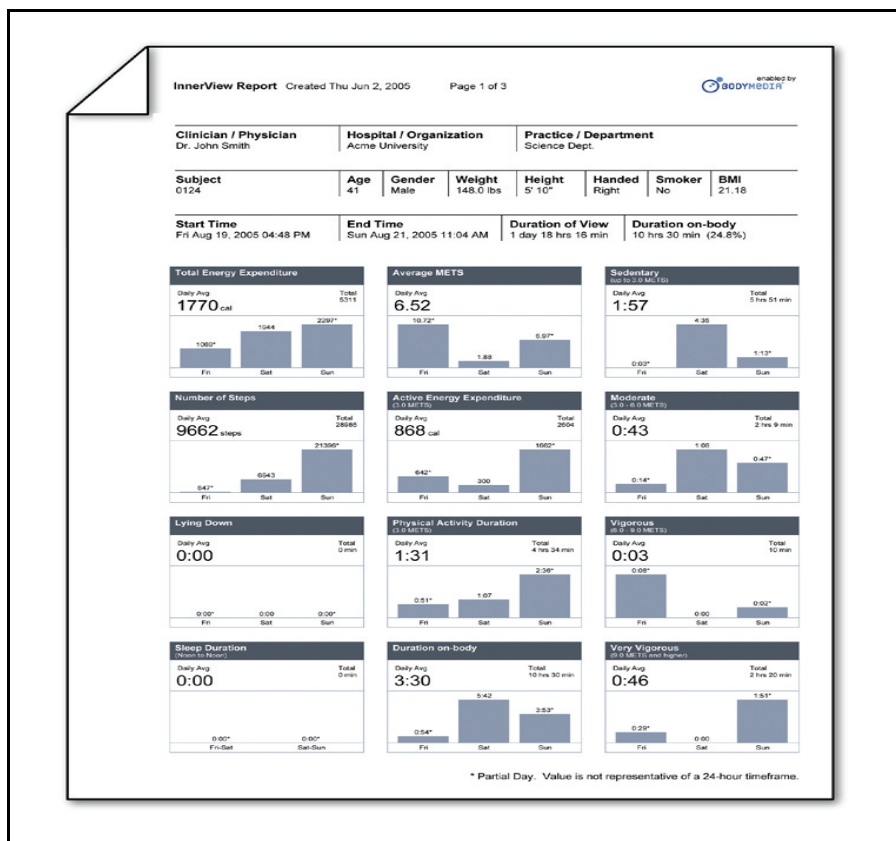 InnerView Report Created Thu Jun 2, 2005 Page 1 of 3
enabled by
BODYMEDIA
Clinician / Physician Hospital / Organization Practice / Department
Dr. John Smith Acme University Science Dept.
Subject Age Gender Weight Height Handed Smoker BMI
0124 41 Male 148.0 lbs 5' 10" Right No 21.18
Start Time End Time Duration of View Duration on-body
Fri Aug 19, 2005 04:48 PM Sun Aug 21, 2005 11:04 AM 1 day 18 hrs 16 min 10 hrs 30 min (24.8%)
Total Energy Expenditure
Daily Avg Total
1770 cal 5311
1069* 1944 2297*
Fri Sat Sun
Average METS
Daily Avg
6.52
10.72* 1.88 6.97*
Fri Sat Sun
Sedentary
(up to 3.0 METS)
Daily Avg Total
1:57 5 hrs 51 min
0:03* 4:35 1:13*
Fri Sat Sun
Number of Steps
Daily Avg Total
9662 steps 28985
647* 6943 21395*
Fri Sat Sun
Active Energy Expenditure
(3.0 METS)
Daily Avg Total
868 cal 2604
642* 300 1662*
Fri Sat Sun
Moderate
(3.0 - 6.0 METS)
Daily Avg Total
0:43 2 hrs 9 min
0:14* 1:08 0:47*
Fri Sat Sun
Lying Down
Daily Avg Total
0:00 0 min
0:00* 0:00 0:00*
Fri Sat Sun
Physical Activity Duration
(3.0 METS)
Daily Avg Total
1:31 4 hrs 34 min
0:51* 1:07 2:36*
Fri Sat Sun
Vigorous
(6.0 - 9.0 METS)
Daily Avg Total
0:03 10 min
0:08* 0:00 0:02*
Fri Sat Sun
Sleep Duration
(Noon to Noon)
Daily Avg Total
0:00 0 min
0:00* 0:00*
Fri-Sat Sat-Sun
Duration on-body
Daily Avg Total
3:30 10 hrs 30 min
0:54* 5:42 3:53*
Fri Sat Sun
Very Vigorous
(9.0 METS and higher)
Daily Avg Total
0:46 2 hrs 20 min
0:29* 0:00 1:51*
Fri Sat Sun
* Partial Day. Value is not representative of a 24-hour timeframe.